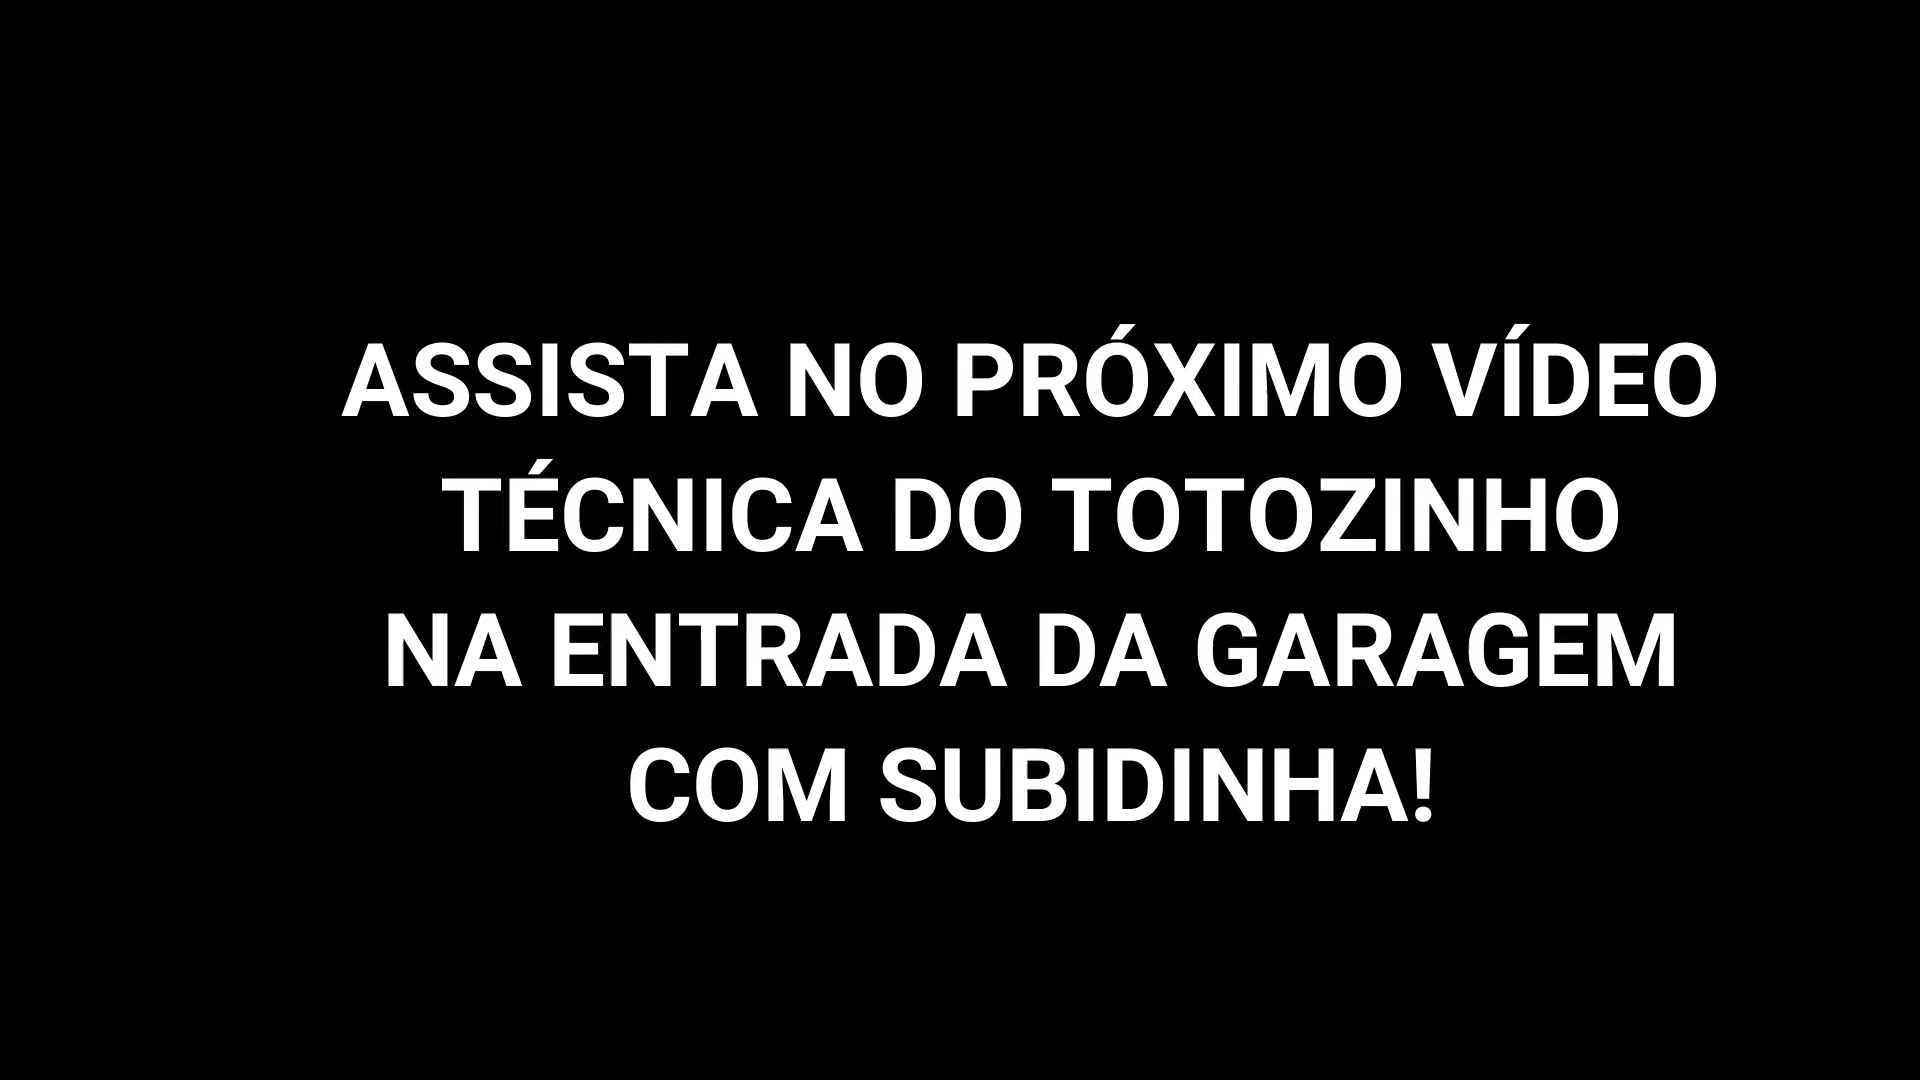 ASSISTA NO PRÓXIMO VÍDEO
TÉCNICA DO TOTOZINHO
NA ENTRADA DA GARAGEM
COM SUBIDINHA!